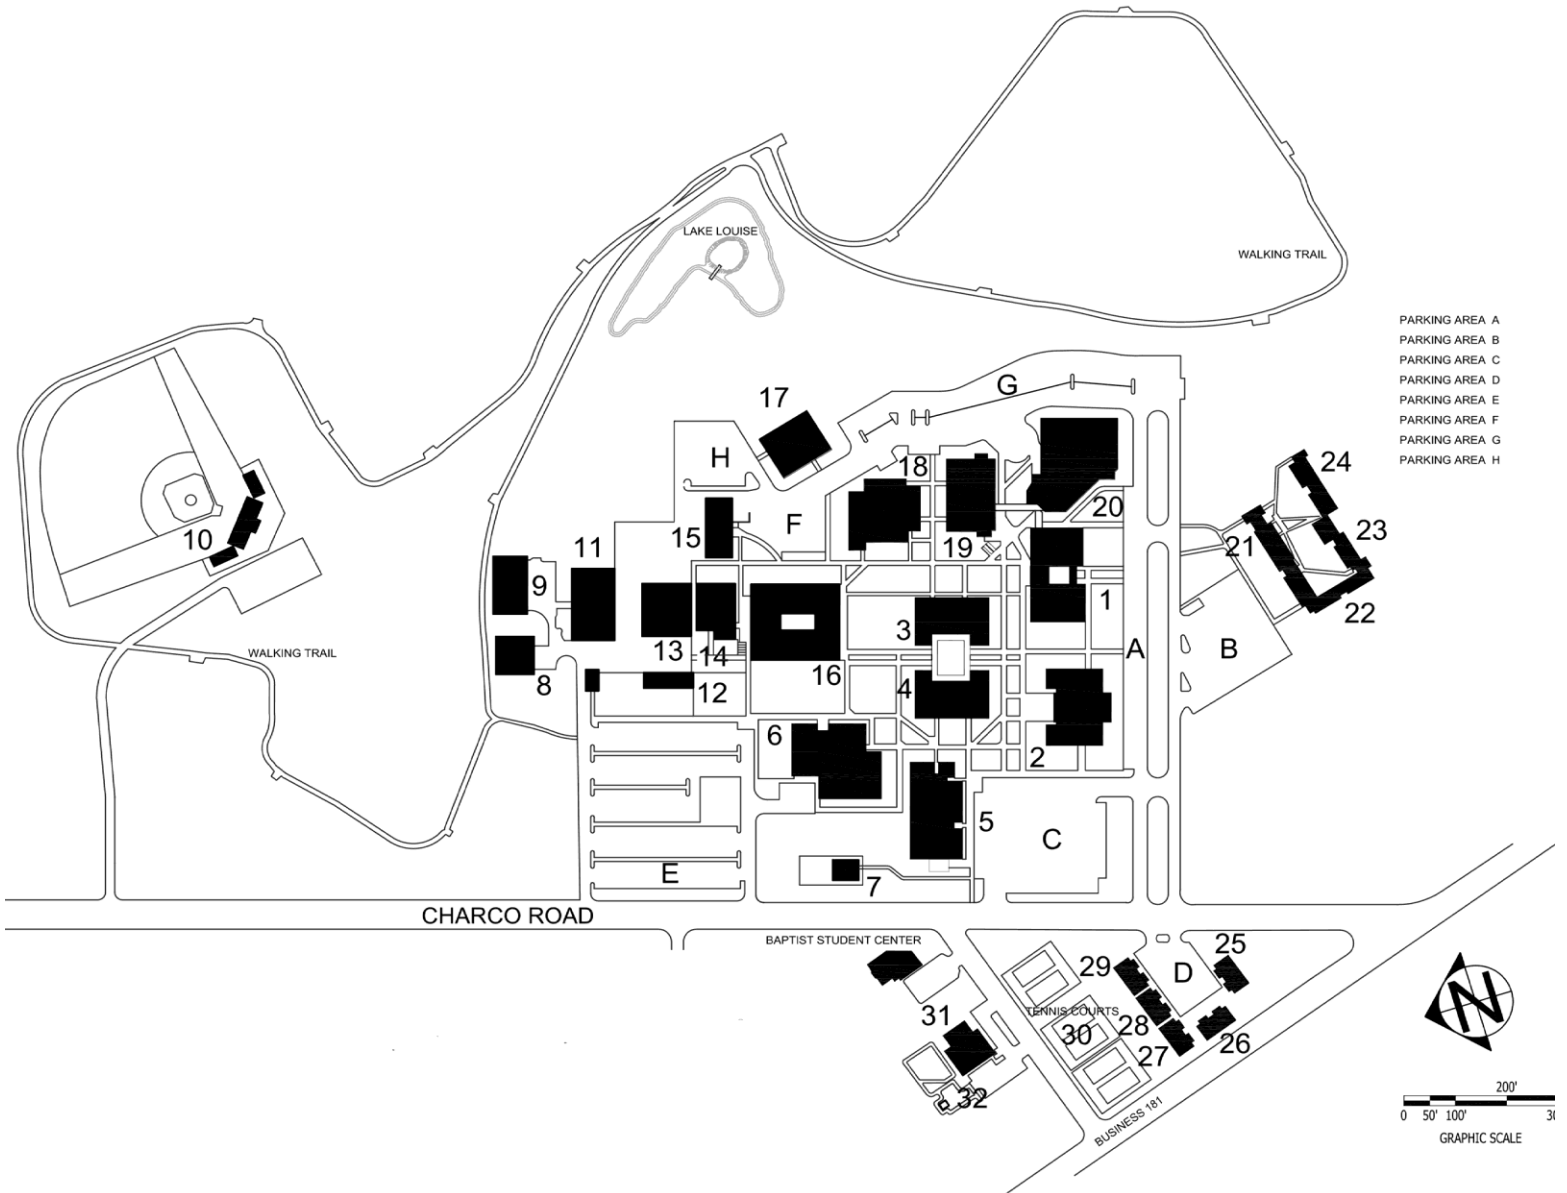 LAKE LOUISE
WALKING TRAIL
PARKING AREA A
PARKING AREA B
PARKING AREA C
PARKING AREA D
PARKING AREA E
PARKING AREA F
PARKING AREA G
PARKING AREA H
G
17
H
18
24
F
20
15
10
11
19
21
23
9
1
22
3
13
14
A
B
16
8
12
4
6
2
5
C
E
7
CHARCO ROAD
BAPTIST STUDENT CENTER
WALKING TRAIL
25
29
D
N
TENNIS COURTS
31
30
28
27
26
32
BUSINESS 181
200'
0 50' 100' 30
GRAPHIC SCALE